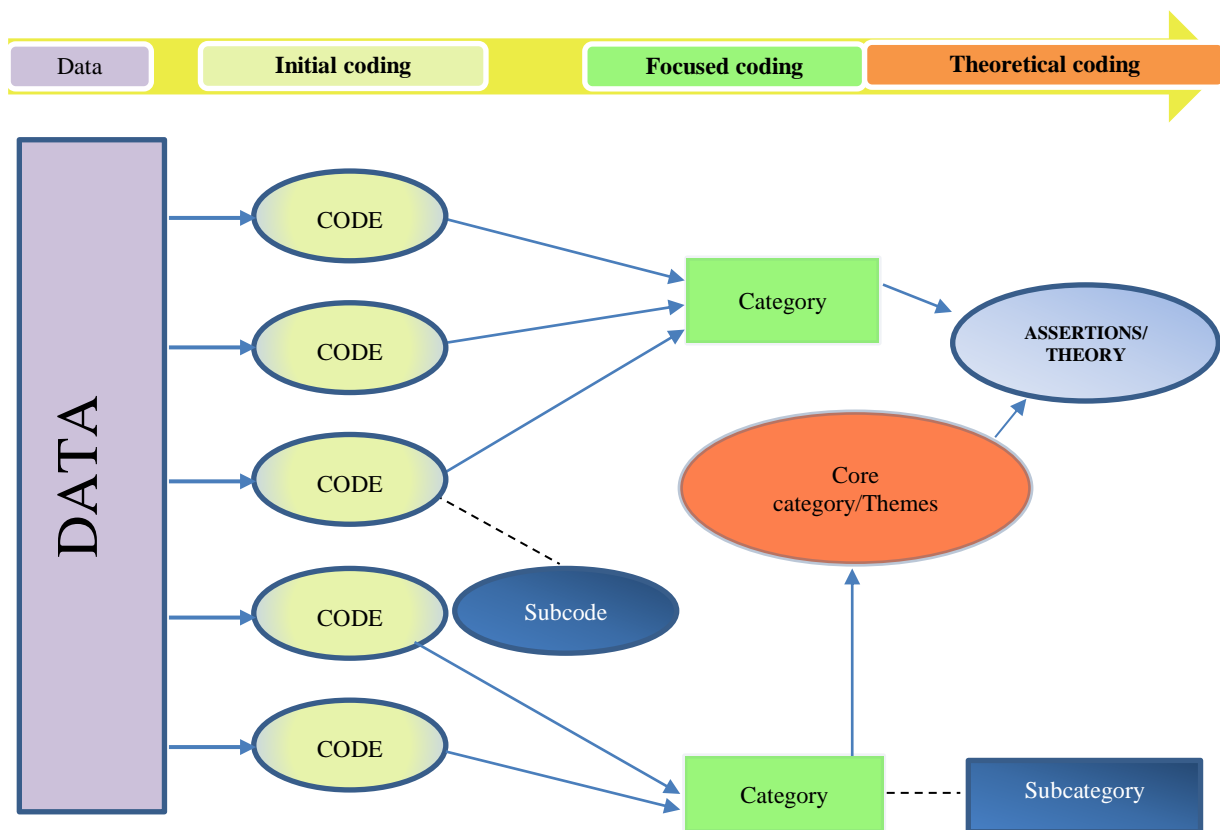 Data
Initial coding
Focused coding
Theoretical coding
DATA
CODE
CODE
CODE
CODE
CODE
Subcode
Category
ASSERTIONS/
THEORY
Core
category/Themes
Category
Subcategory